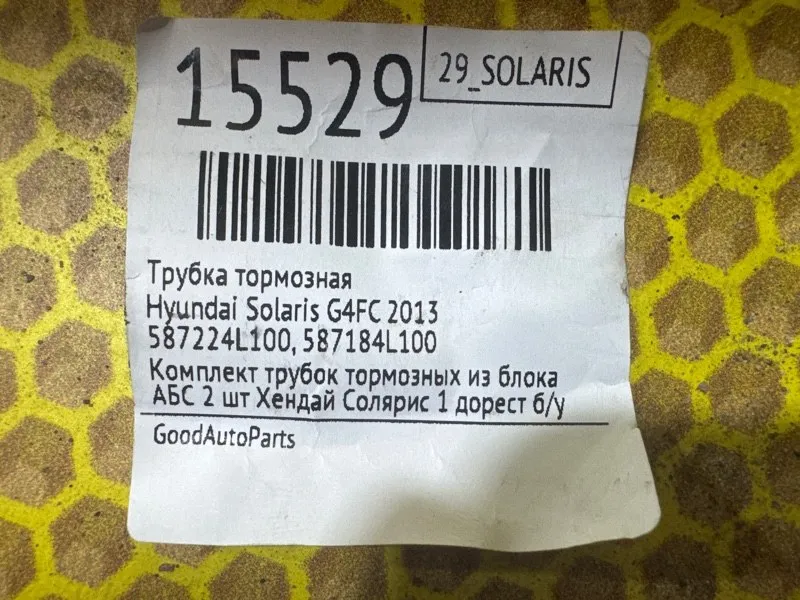 15529
29_SOLARIS
Трубка тормозная
Hyundai Solaris G4FC 2013
587224L100, 587184L100
Комплект трубок тормозных из блока
АБС 2 шт Хендай Солярис 1 дорест б/у
GoodAutoParts